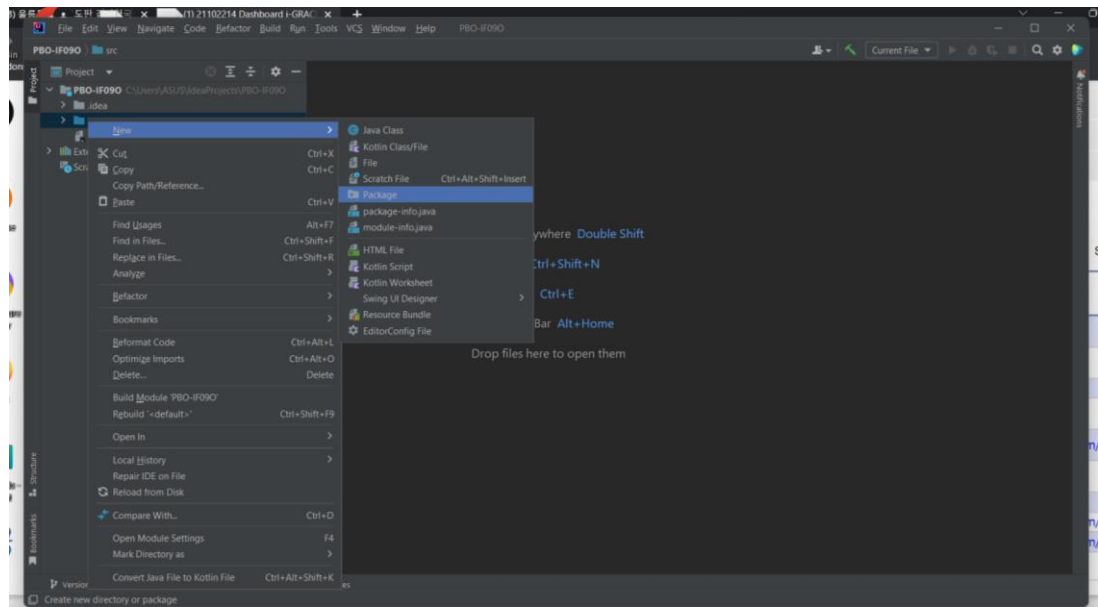 (1) 21102214 Dashboard i-GRAC
File Edit View Navigate Code Refactor Build Run Tools VCS Window Help PBO-IF09O
PBO-IF09O src
Current File
Project
Project
PBO-IF09O C:\Users\ASUS\IdeaProjects\PBO-IF09O
.idea
Notifications
New
Java Class
Kotlin Class/File
Exte
Cut Ctrl+X
File
Scra
Copy Ctrl+C
Scratch File Ctrl+Alt+Shift+Insert
Copy Path/Reference...
Package
Paste Ctrl+V
package-info.java
Find Usages Alt+F7
module-info.java
Find in Files... Ctrl+Shift+F
HTML File
ywhere Double Shift
Replace in Files... Ctrl+Shift+R
Kotlin Script
Ctrl+Shift+N
Analyze
Kotlin Worksheet
Refactor
Swing UI Designer
Ctrl+E
Bookmarks
Resource Bundle
EditorConfig File
Bar Alt+Home
Reformat Code Ctrl+Alt+L
Optimize Imports Ctrl+Alt+O
Drop files here to open them
Delete... Delete
Build Module 'PBO-IF09O'
Rebuild '<default>' Ctrl+Shift+F9
Open In
Local History
Structure
Repair IDE on File
Reload from Disk
Compare With... Ctrl+D
Bookmarks
Open Module Settings F4
Mark Directory as
Convert Java File to Kotlin File Ctrl+Alt+Shift+K
Version
es
Create new directory or package